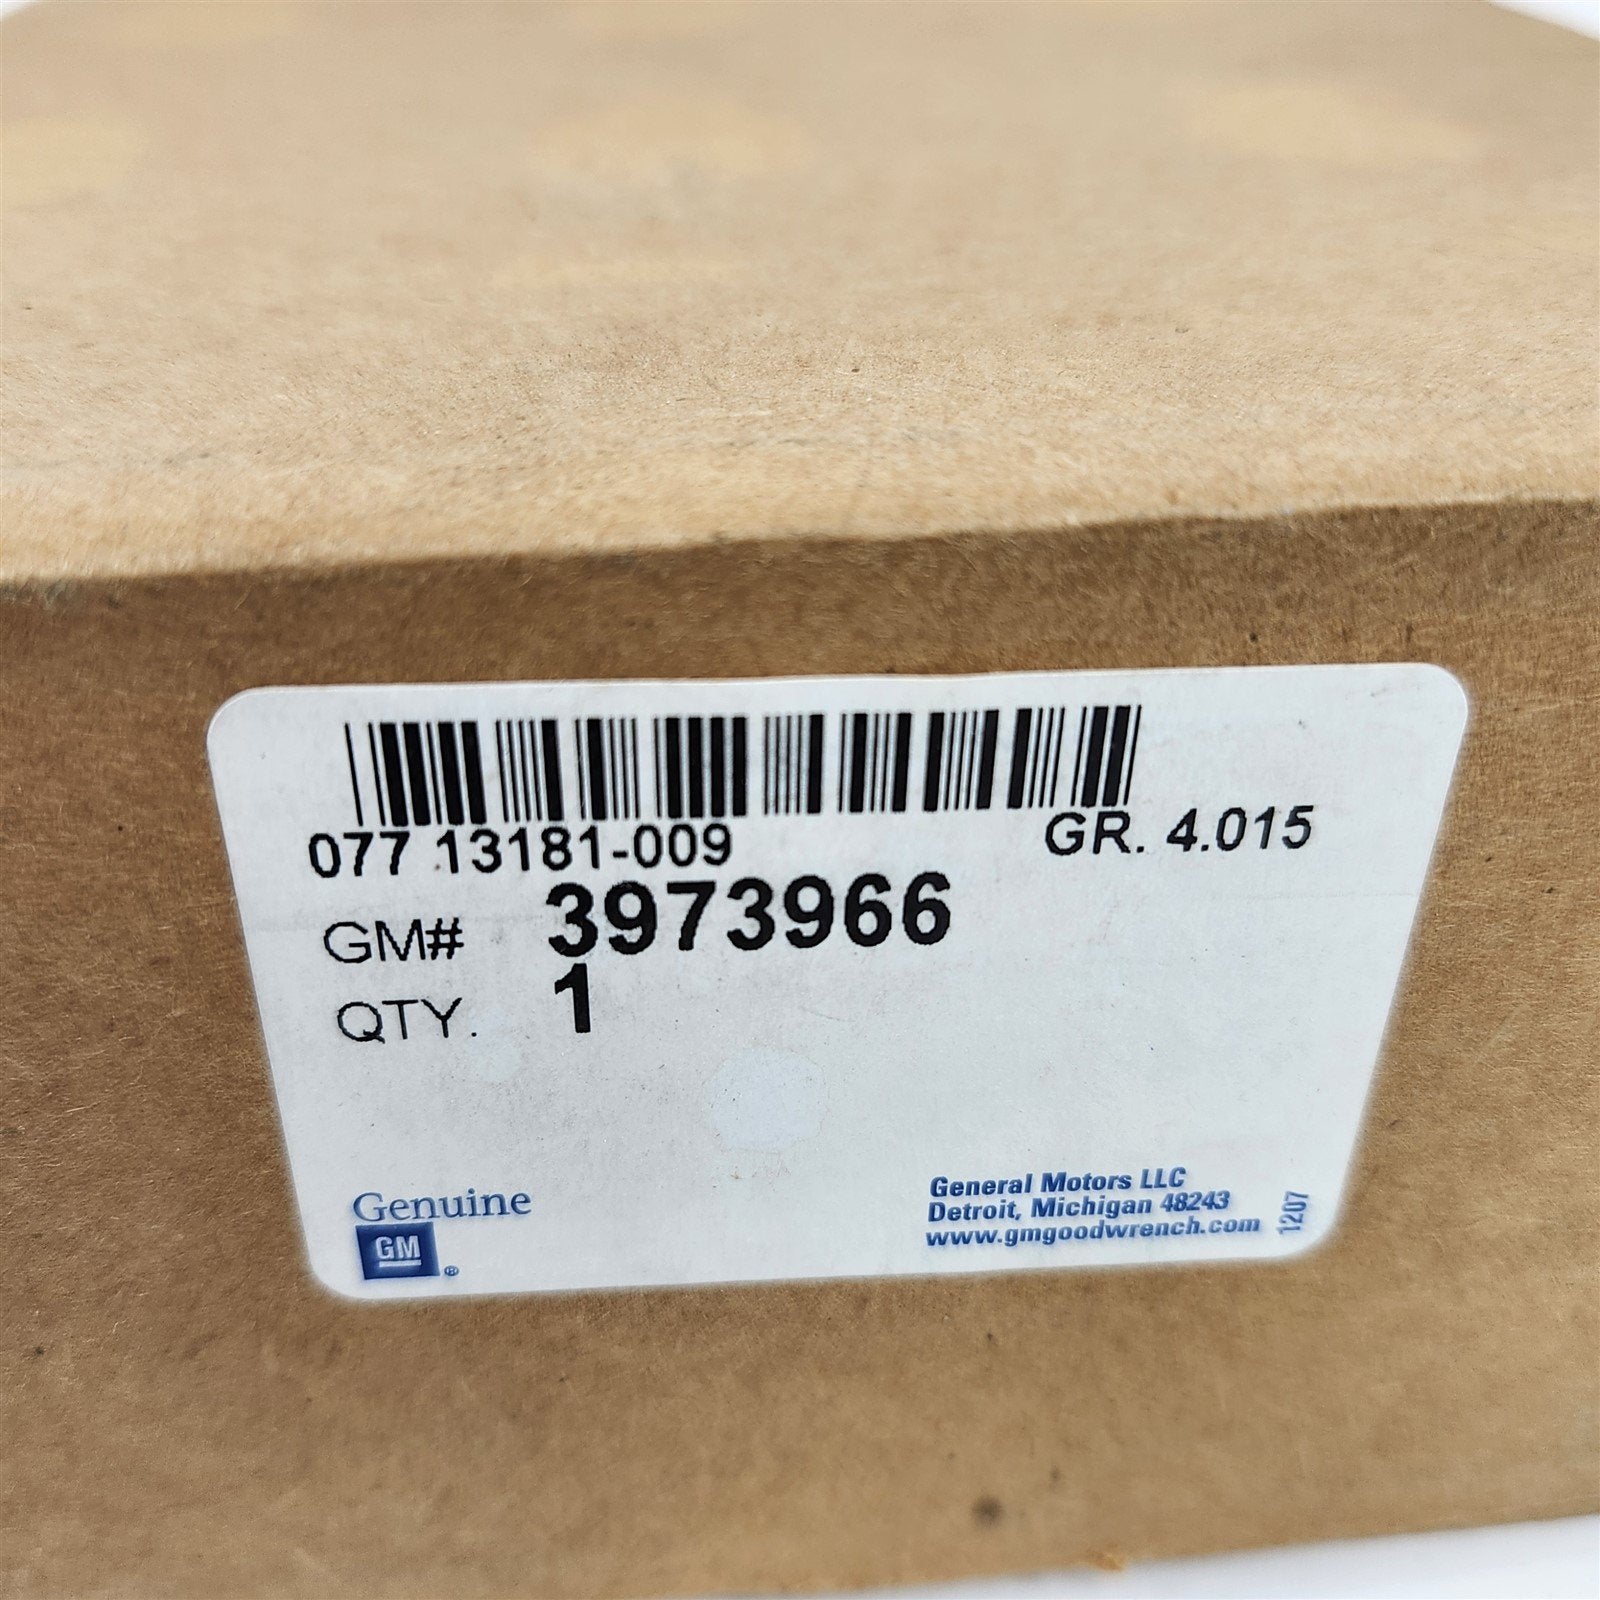 077 13181-009 GR. 4.015
GM# 3973966
QTY. 1
Genuine
GM ®
General Motors LLC
Detroit, Michigan 48243
www.gmgoodwrench.com
1207